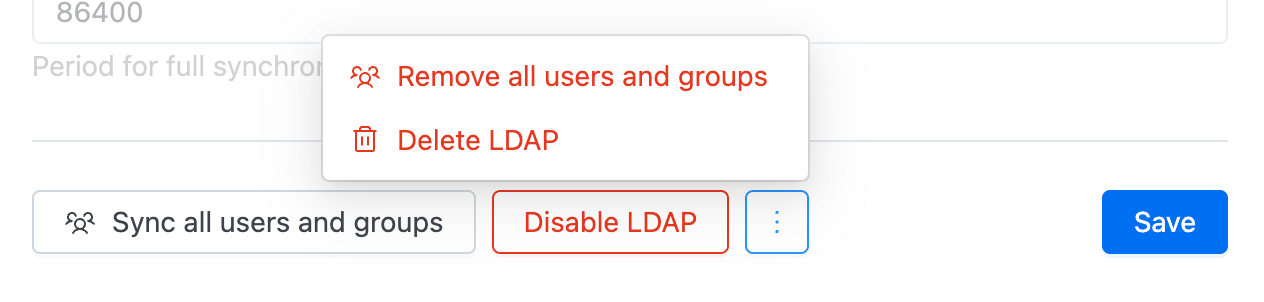 86400
Period for full
Remove all users and groups
Delete LDAP
Sync all users and groups
Disable LDAP
Save